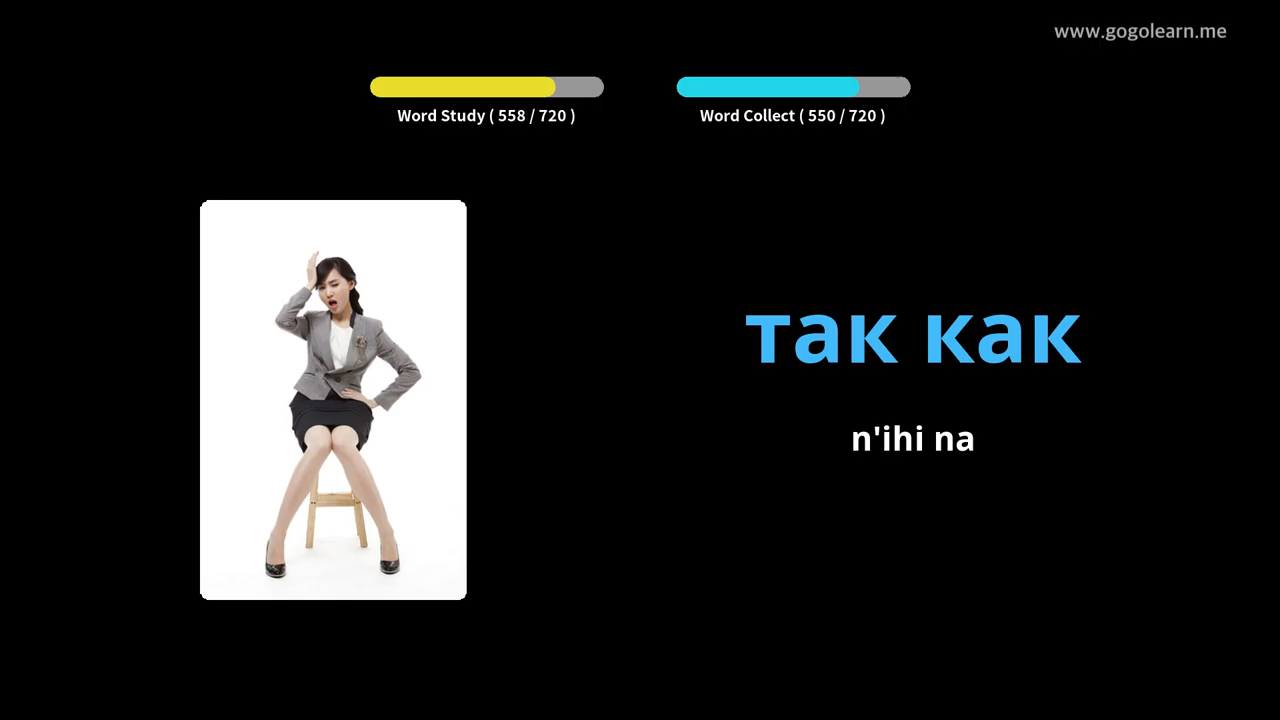 www.gogolearn.me
Word Study ( 558 / 720 )
Word Collect ( 550 / 720 )
так как
n'ihi na